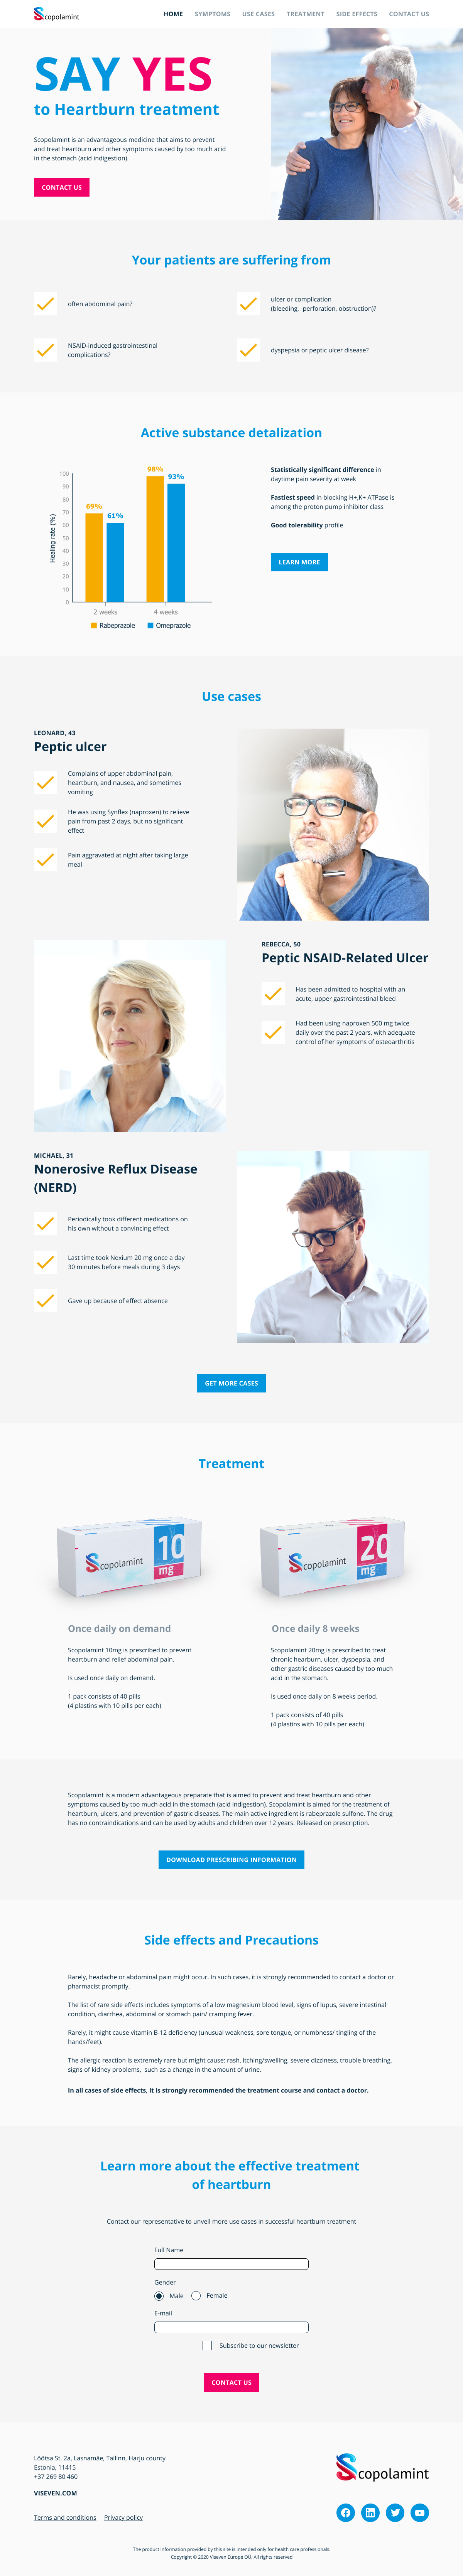 Scopolamint
HOME SYMPTOMS USE CASES TREATMENT SIDE EFFECTS CONTACT US
SAY YES
to Heartburn treatment
Scopolamint is an advantageous medicine that aims to prevent
and treat heartburn and other symptoms caused by too much acid
in the stomach (acid indigestion).
CONTACT US
Your patients are suffering from
often abdominal pain?
ulcer or complication
(bleeding, perforation, obstruction)?
NSAID-induced gastrointestinal
complications?
dyspepsia or peptic ulcer disease?
Active substance detalization
Healing rate (%)
100
90
80
70
60
50
40
30
20
10
0
69%
61%
98%
93%
2 weeks
4 weeks
Rabeprazole
Omeprazole
Statistically significant difference in
daytime pain severity at week
Fastiest speed in blocking H+,K+ ATPase is
among the proton pump inhibitor class
Good tolerability profile
LEARN MORE
Use cases
LEONARD, 43
Peptic ulcer
Complains of upper abdominal pain,
heartburn, and nausea, and sometimes
vomiting
He was using Synflex (naproxen) to relieve
pain from past 2 days, but no significant
effect
Pain aggravated at night after taking large
meal
REBECCA, 50
Peptic NSAID-Related Ulcer
Has been admitted to hospital with an
acute, upper gastrointestinal bleed
Had been using naproxen 500 mg twice
daily over the past 2 years, with adequate
control of her symptoms of osteoarthritis
MICHAEL, 31
Nonerosive Reflux Disease
(NERD)
Periodically took different medications on
his own without a convincing effect
Last time took Nexium 20 mg once a day
30 minutes before meals during 3 days
Gave up because of effect absence
GET MORE CASES
Treatment
Scopolamint
10
mg
Scopolamint
20
mg
Once daily on demand
Scopolamint 10mg is prescribed to prevent
heartburn and relief abdominal pain.
Is used once daily on demand.
1 pack consists of 40 pills
(4 plastins with 10 pills per each)
Once daily 8 weeks
Scopolamint 20mg is prescribed to treat
chronic hearburn, ulcer, dyspepsia, and
other gastric diseases caused by too much
acid in the stomach.
Is used once daily on 8 weeks period.
1 pack consists of 40 pills
(4 plastins with 10 pills per each)
Scopolamint is a modern advantageous preparate that is aimed to prevent and treat heartburn and other
symptoms caused by too much acid in the stomach (acid indigestion). Scopolamint is aimed for the treatment of
heartburn, ulcers, and prevention of gastric diseases. The main active ingredient is rabeprazole sulfone. The drug
has no contraindications and can be used by adults and children over 12 years. Released on prescription.
DOWNLOAD PRESCRIBING INFORMATION
Side effects and Precautions
Rarely, headache or abdominal pain might occur. In such cases, it is strongly recommended to contact a doctor or
pharmacist promptly.
The list of rare side effects includes symptoms of a low magnesium blood level, signs of lupus, severe intestinal
condition, diarrhea, abdominal or stomach pain/ cramping fever.
Rarely, it might cause vitamin B-12 deficiency (unusual weakness, sore tongue, or numbness/ tingling of the
hands/feet).
The allergic reaction is extremely rare but might cause: rash, itching/swelling, severe dizziness, trouble breathing,
signs of kidney problems, such as a change in the amount of urine.
In all cases of side effects, it is strongly recommended the treatment course and contact a doctor.
Learn more about the effective treatment
of heartburn
Contact our representative to unveil more use cases in successful heartburn treatment
Full Name
Gender
Male Female
E-mail
Subscribe to our newsletter
CONTACT US
Lõõtsa St. 2a, Lasnamäe, Tallinn, Harju county
Estonia, 11415
+37 269 80 460
VISEVEN.COM
Terms and conditions Privacy policy
Scopolamint
The product information provided by this site is intended only for health care professionals.
Copyright © 2020 Viseven Europe OÜ, All rights reserved